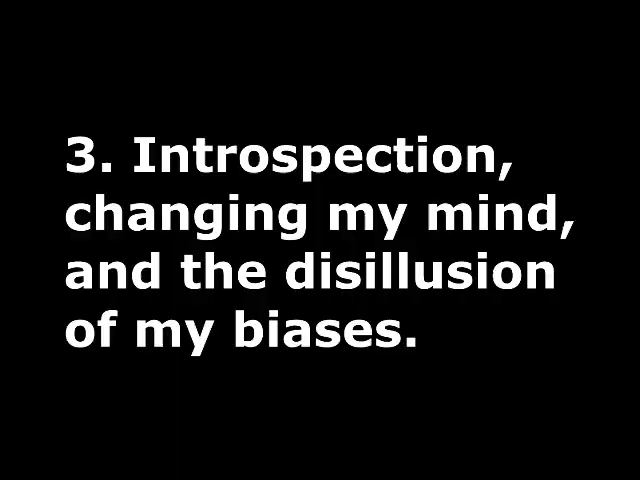 3. Introspection,
changing my mind,
and the disillusion
of my biases.